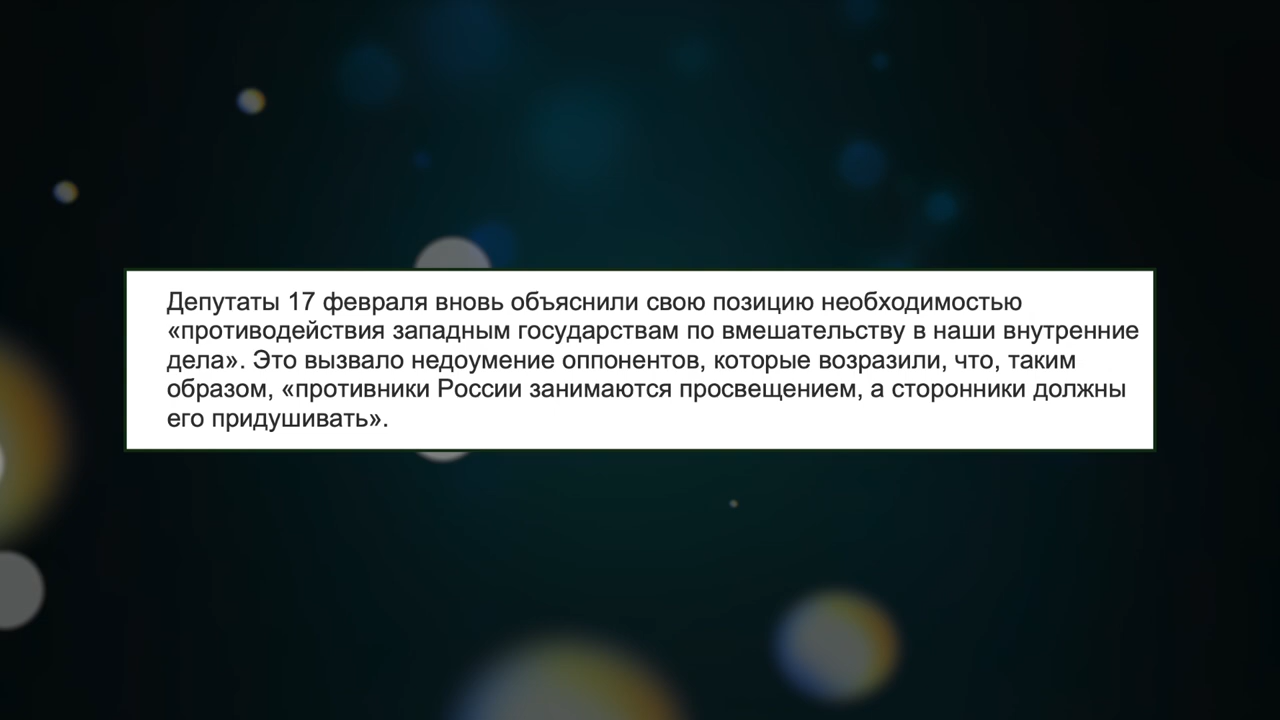 Депутаты 17 февраля вновь объяснили свою позицию необходимостью
«противодействия западным государствам по вмешательству в наши внутренние
дела». Это вызвало недоумение оппонентов, которые возразили, что, таким
образом, «противники России занимаются просвещением, а сторонники должны
его придушивать».